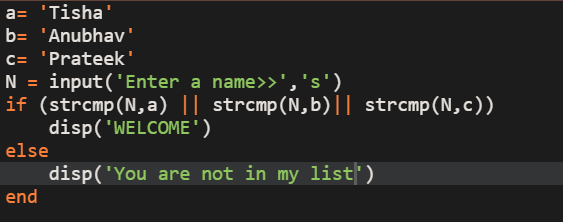 a= 'Tisha'
b= 'Anubhav'
c= 'Prateek'
N = input('Enter a name>>','s')
if (strcmp(N,a) || strcmp(N,b)|| strcmp(N,c))
    disp('WELCOME')
else
    disp('You are not in my list')
end